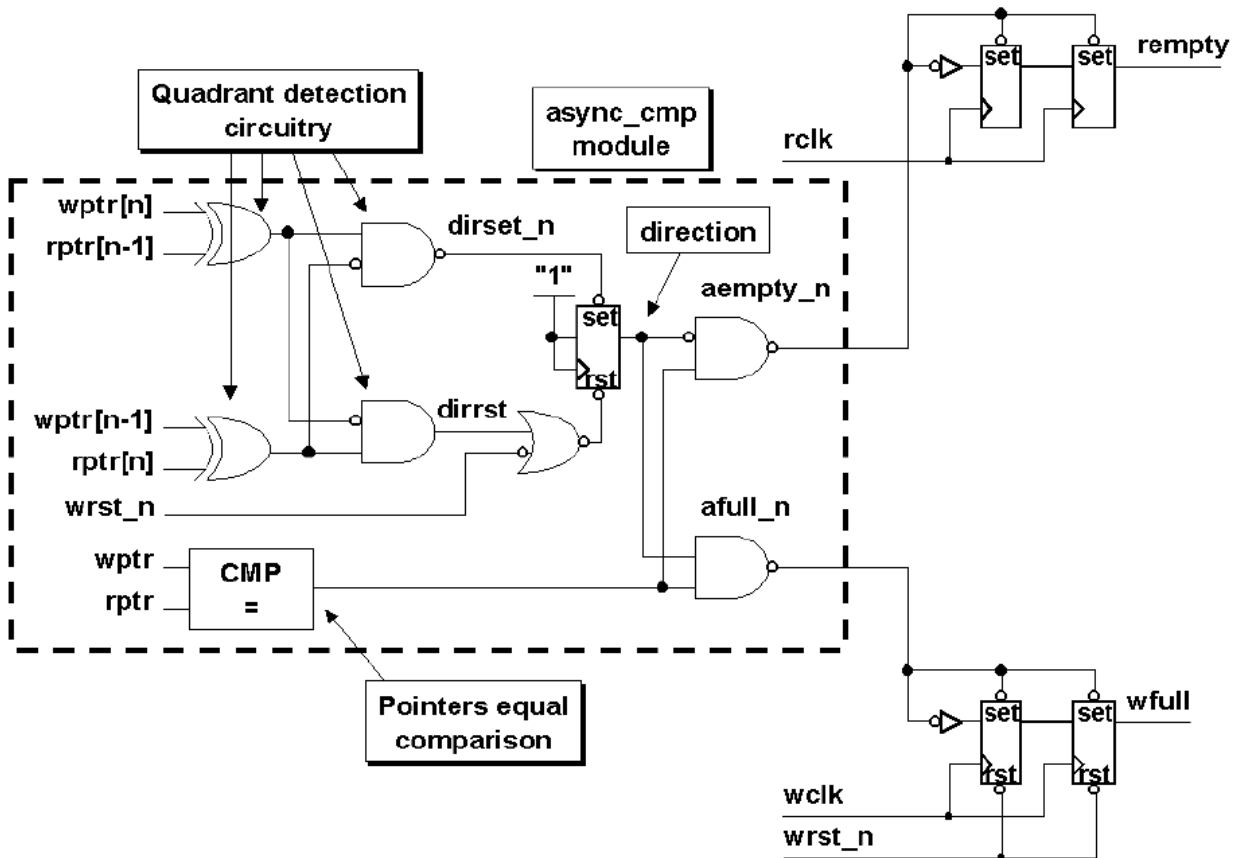 rempty
set
set
Quadrant detection
circuitry
async_cmp
module
rclk
wptr[n]
rptr[n-1]
dirset_n
direction
"1"
aempty_n
set
rst
wptr[n-1]
rptr[n]
dirrst
wrst_n
afull_n
wptr
rptr
CMP
=
Pointers equal
comparison
set
set
wfull
rst
rst
wclk
wrst_n